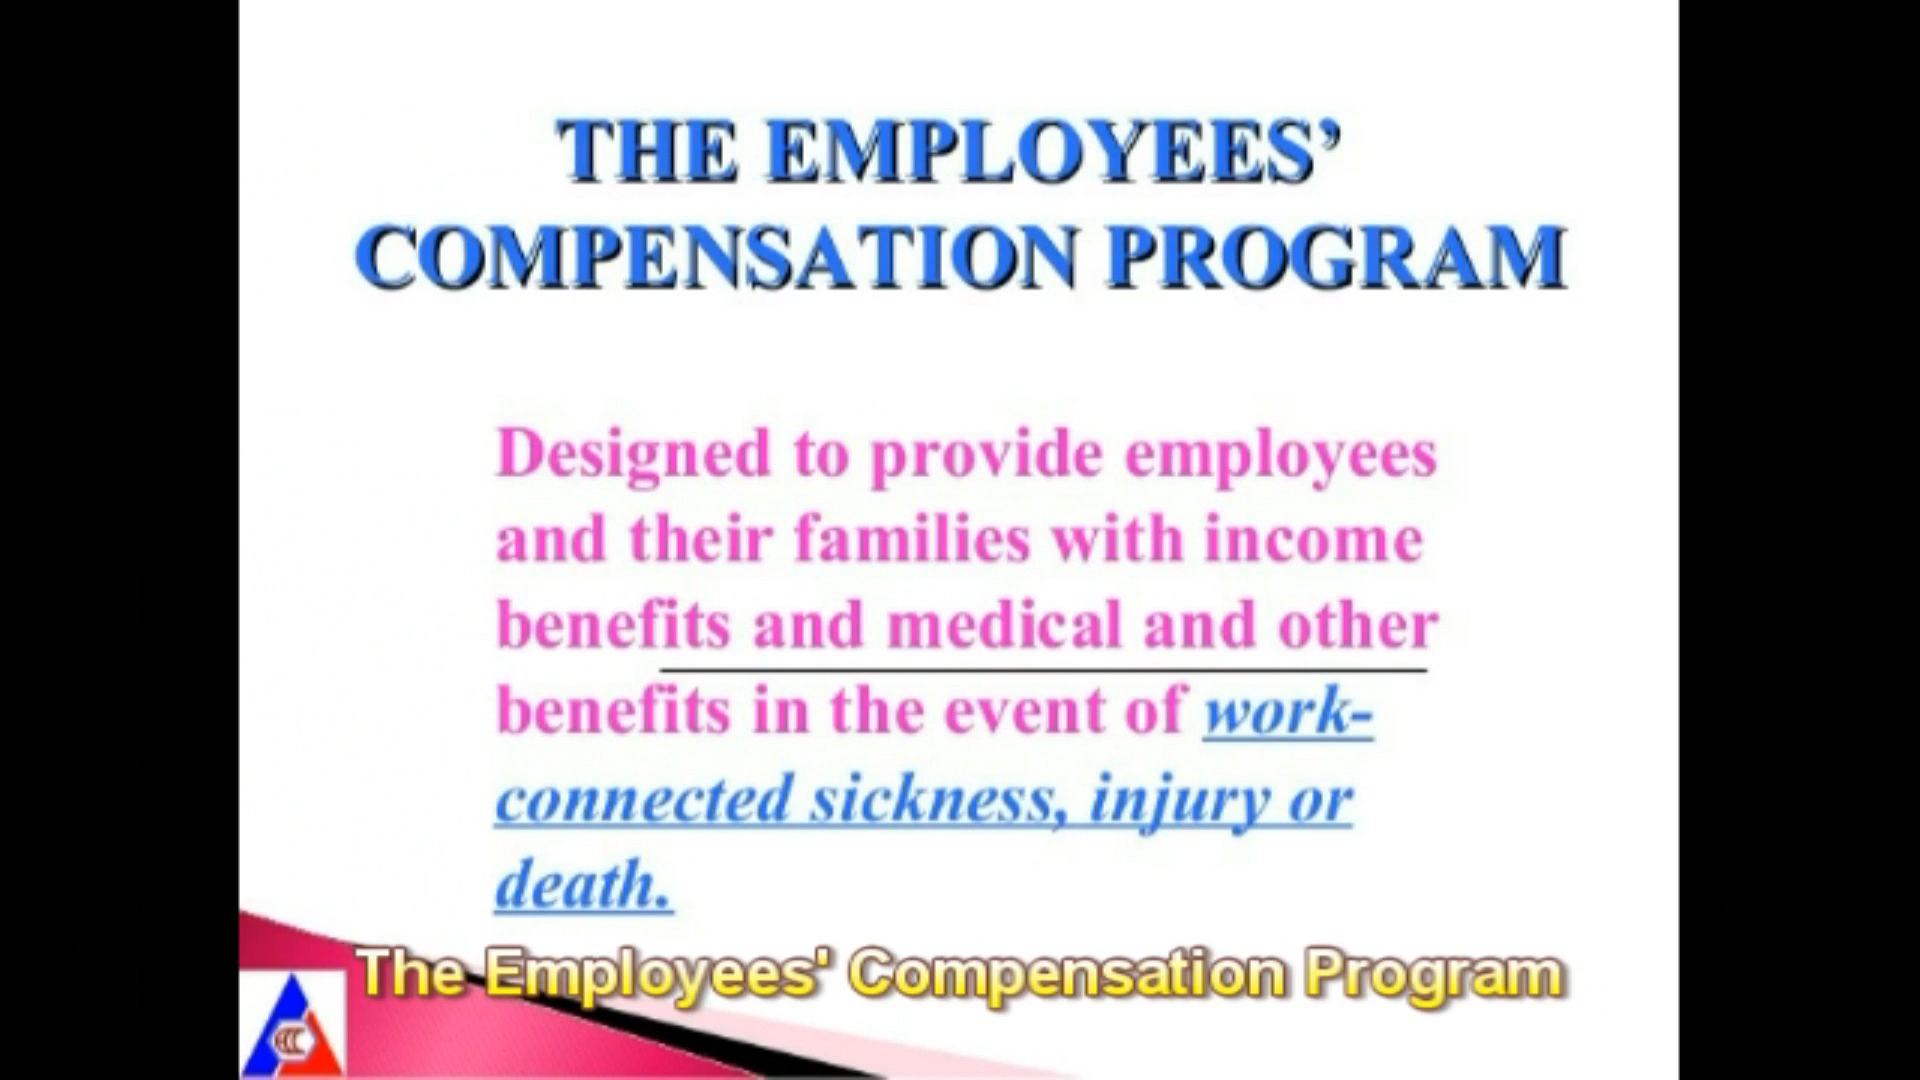 THE EMPLOYEES’
COMPENSATION PROGRAM
Designed to provide employees
and their families with income
benefits and medical and other
benefits in the event of work-
connected sickness, injury or
death.
The Employees' Compensation Program
ECC